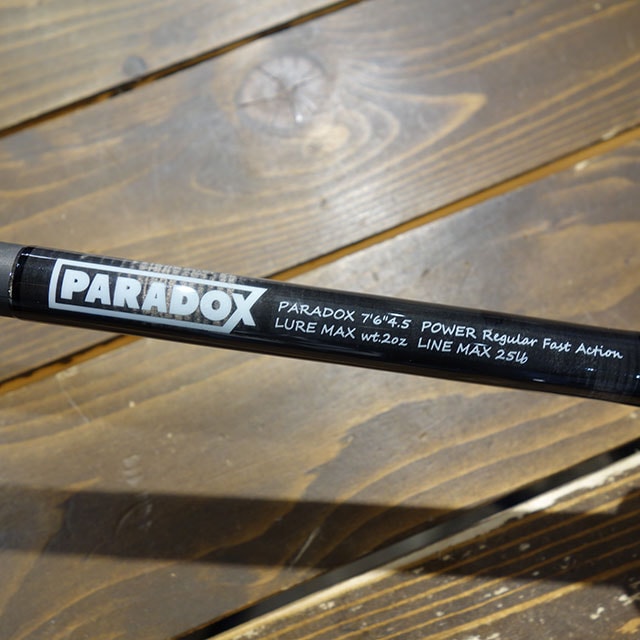 PARADOX
PARADOX 7'6"4.5 POWER Regular Fast Action
LURE MAX wt.2oz LINE MAX 25lb